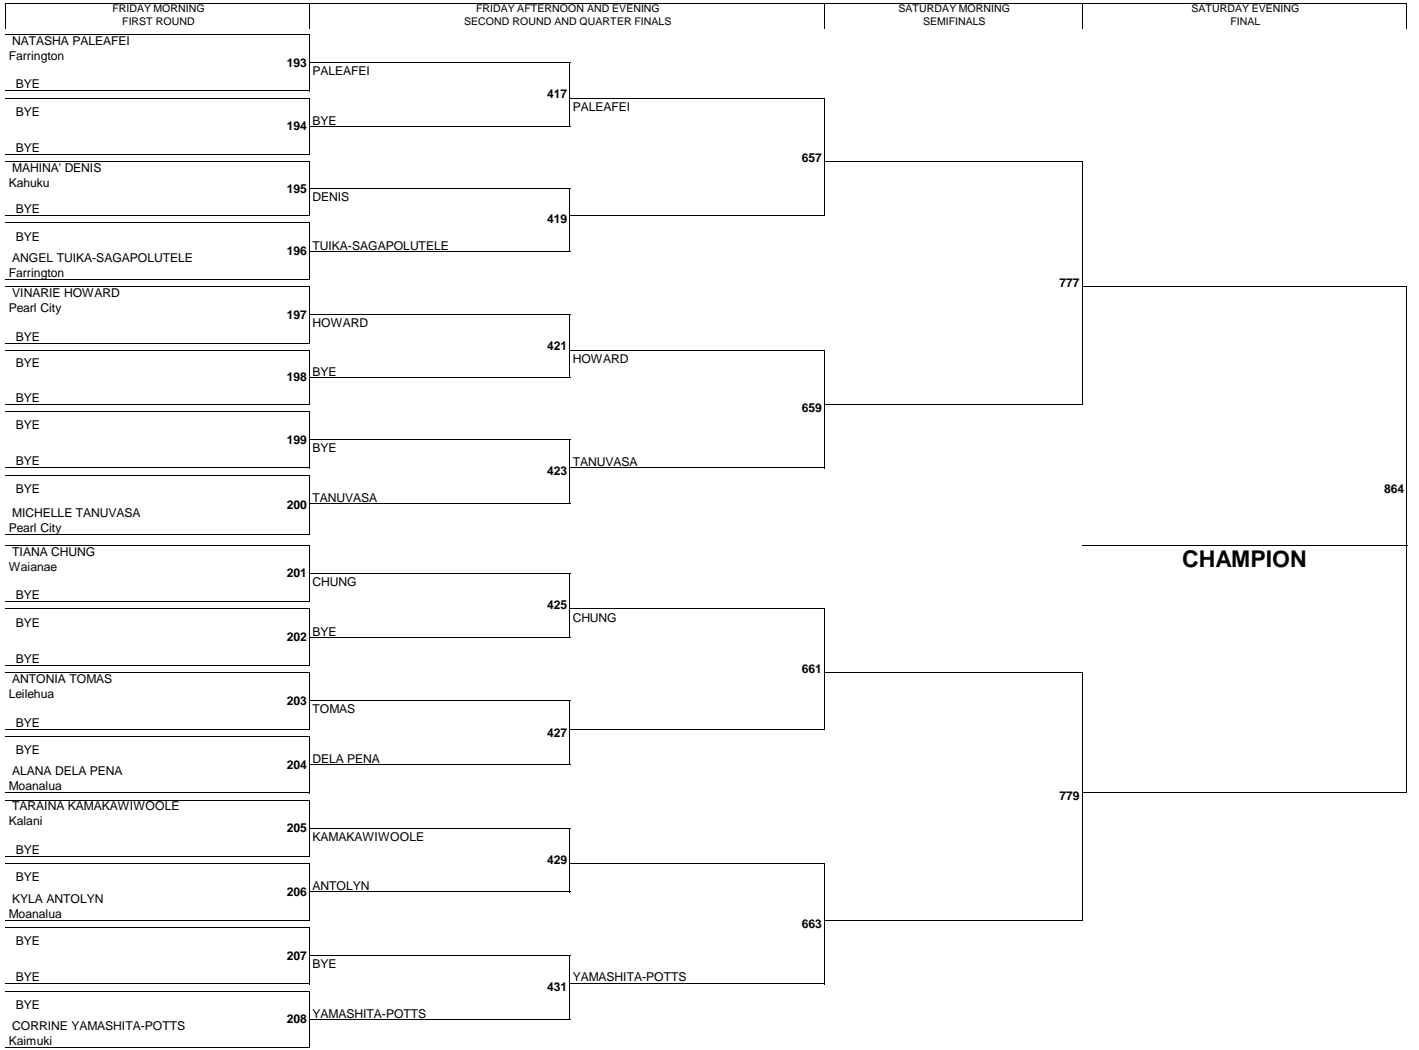 FRIDAY MORNING
FIRST ROUND
FRIDAY AFTERNOON AND EVENING
SECOND ROUND AND QUARTER FINALS
SATURDAY MORNING
SEMIFINALS
SATURDAY EVENING
FINAL
NATASHA PALEAFEI
Farrington
193
BYE
BYE
194
BYE
MAHINA' DENIS
Kahuku
195
BYE
BYE
196
ANGEL TUIKA-SAGAPOLUTELE
Farrington
VINARIE HOWARD
Pearl City
197
BYE
BYE
198
BYE
BYE
199
BYE
BYE
200
MICHELLE TANUVASA
Pearl City
TIANA CHUNG
Waianae
201
BYE
BYE
202
BYE
ANTONIA TOMAS
Leilehua
203
BYE
BYE
204
ALANA DELA PENA
Moanalua
TARAINA KAMAKAWIWOOLE
Kalani
205
BYE
BYE
206
KYLA ANTOLYN
Moanalua
BYE
207
BYE
BYE
208
CORRINE YAMASHITA-POTTS
Kaimuki
PALEAFEI
417
BYE
DENIS
419
TUIKA-SAGAPOLUTELE
HOWARD
421
BYE
BYE
423
TANUVASA
CHUNG
425
BYE
TOMAS
427
DELA PENA
KAMAKAWIWOOLE
429
ANTOLYN
BYE
431
YAMASHITA-POTTS
PALEAFEI
657
HOWARD
659
TANUVASA
CHUNG
661
663
YAMASHITA-POTTS
777
779
864
CHAMPION